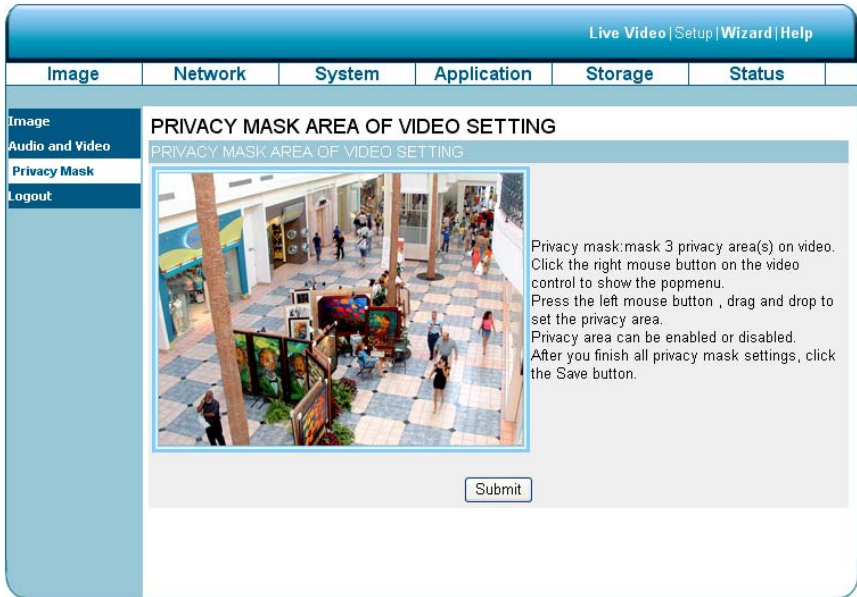 Live Video|Setup|Wizard|Help
Image Network System Application Storage Status
Image
Audio and Video
Privacy Mask
Logout
PRIVACY MASK AREA OF VIDEO SETTING
PRIVACY MASK AREA OF VIDEO SETTING
Privacy mask:mask 3 privacy area(s) on video.
Click the right mouse button on the video
control to show the popmenu.
Press the left mouse button , drag and drop to
set the privacy area.
Privacy area can be enabled or disabled.
After you finish all privacy mask settings, click
the Save button.
Submit